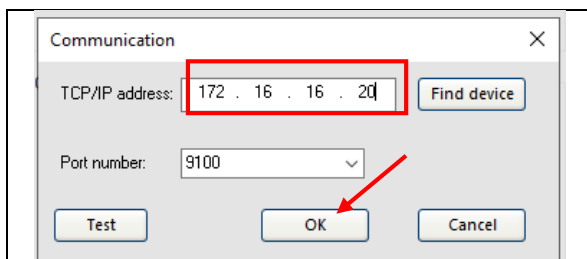 Communication
TCP/IP address: 172 . 16 . 16 . 20 Find device
Port number: 9100
Test OK Cancel